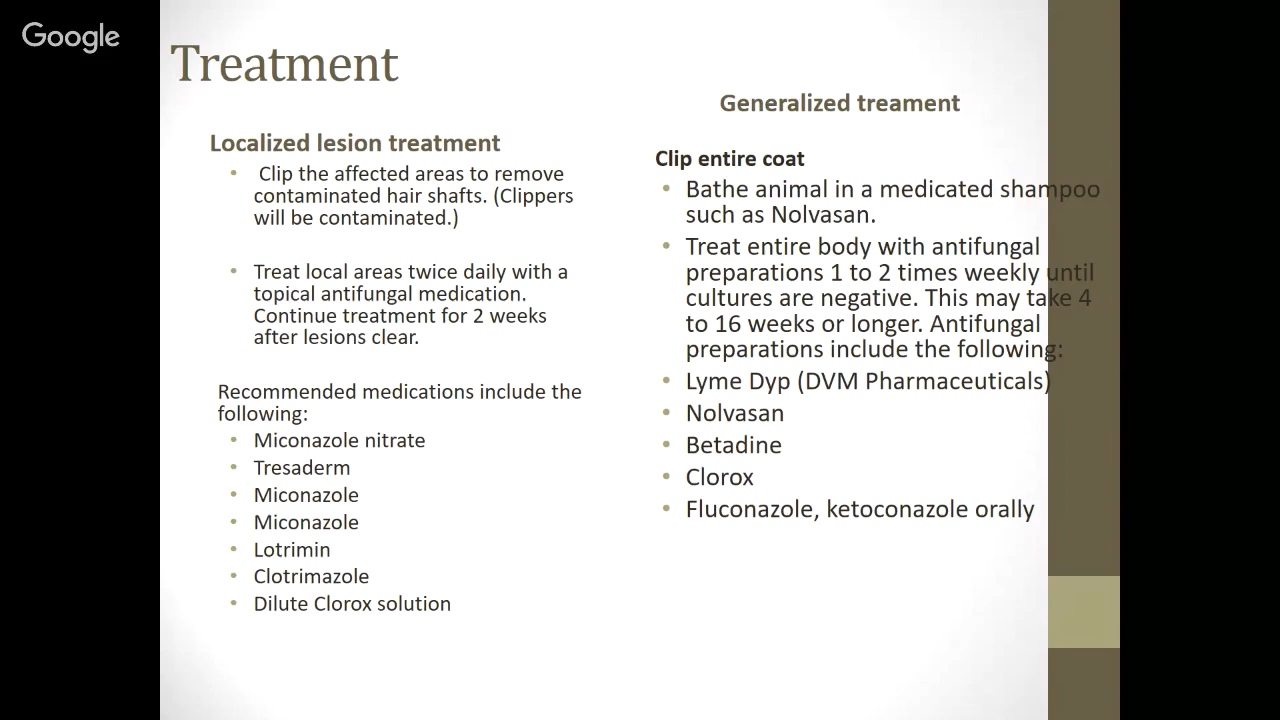 Google
Treatment
Localized lesion treatment
• Clip the affected areas to remove
contaminated hair shafts. (Clippers
will be contaminated.)
• Treat local areas twice daily with a
topical antifungal medication.
Continue treatment for 2 weeks
after lesions clear.
Recommended medications include the
following:
• Miconazole nitrate
• Tresaderm
• Miconazole
• Miconazole
• Lotrimin
• Clotrimazole
• Dilute Clorox solution
Generalized treament
Clip entire coat
• Bathe animal in a medicated shampoo
such as Nolvasan.
• Treat entire body with antifungal
preparations 1 to 2 times weekly until
cultures are negative. This may take 4
to 16 weeks or longer. Antifungal
preparations include the following:
• Lyme Dyp (DVM Pharmaceuticals)
• Nolvasan
• Betadine
• Clorox
• Fluconazole, ketoconazole orally